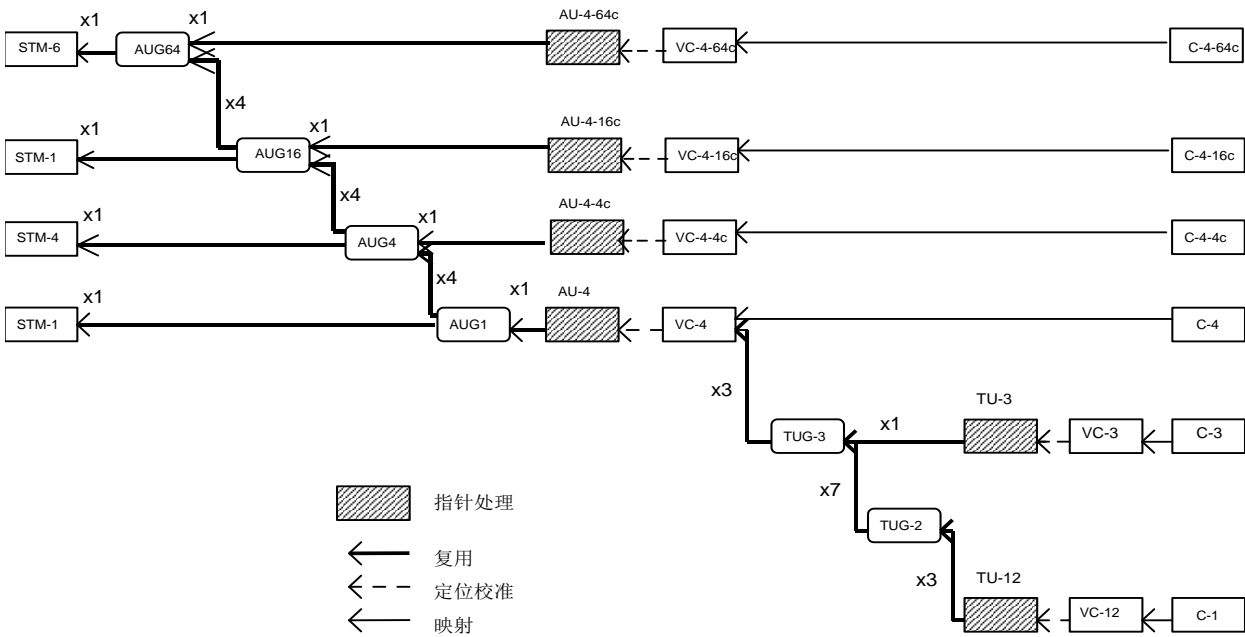 x1 x1 AU-4-64c
STM-6 AUG64 VC-4-64c C-4-64c
x4
x1 x1 AU-4-16c
STM-1 AUG16 VC-4-16c C-4-16c
x4
x1 x1 AU-4-4c
STM-4 AUG4 VC-4-4c C-4-4c
x4
x1 x1 AU-4
STM-1 AUG1 VC-4 C-4
x3
TU-3
x1
TUG-3 VC-3 C-3
x7
指针处理
TUG-2
复用
x3 TU-12
定位校准
VC-12 C-1
映射